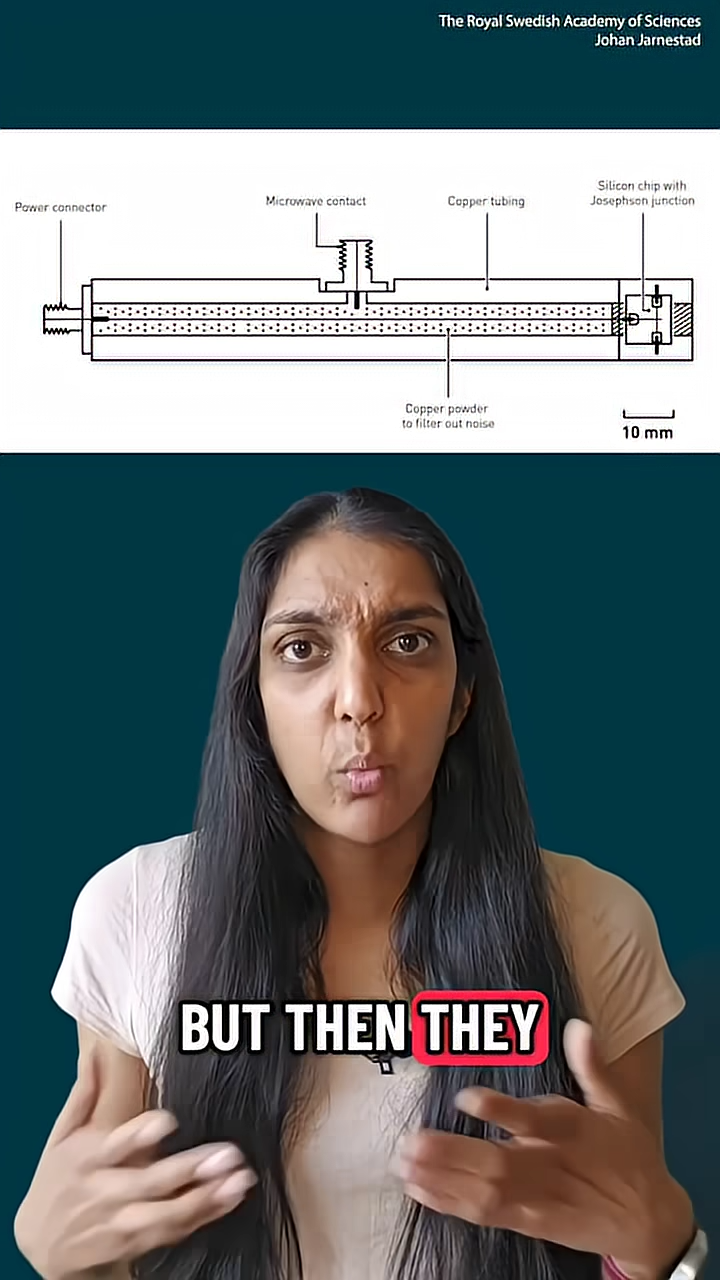 The Royal Swedish Academy of Sciences
Johan Jarnestad
Silicon chip with
Josephson junction
Power connector
Microwave contact
Copper tubing
Copper powder
to filter out noise
10 mm
BUT THEN THEY